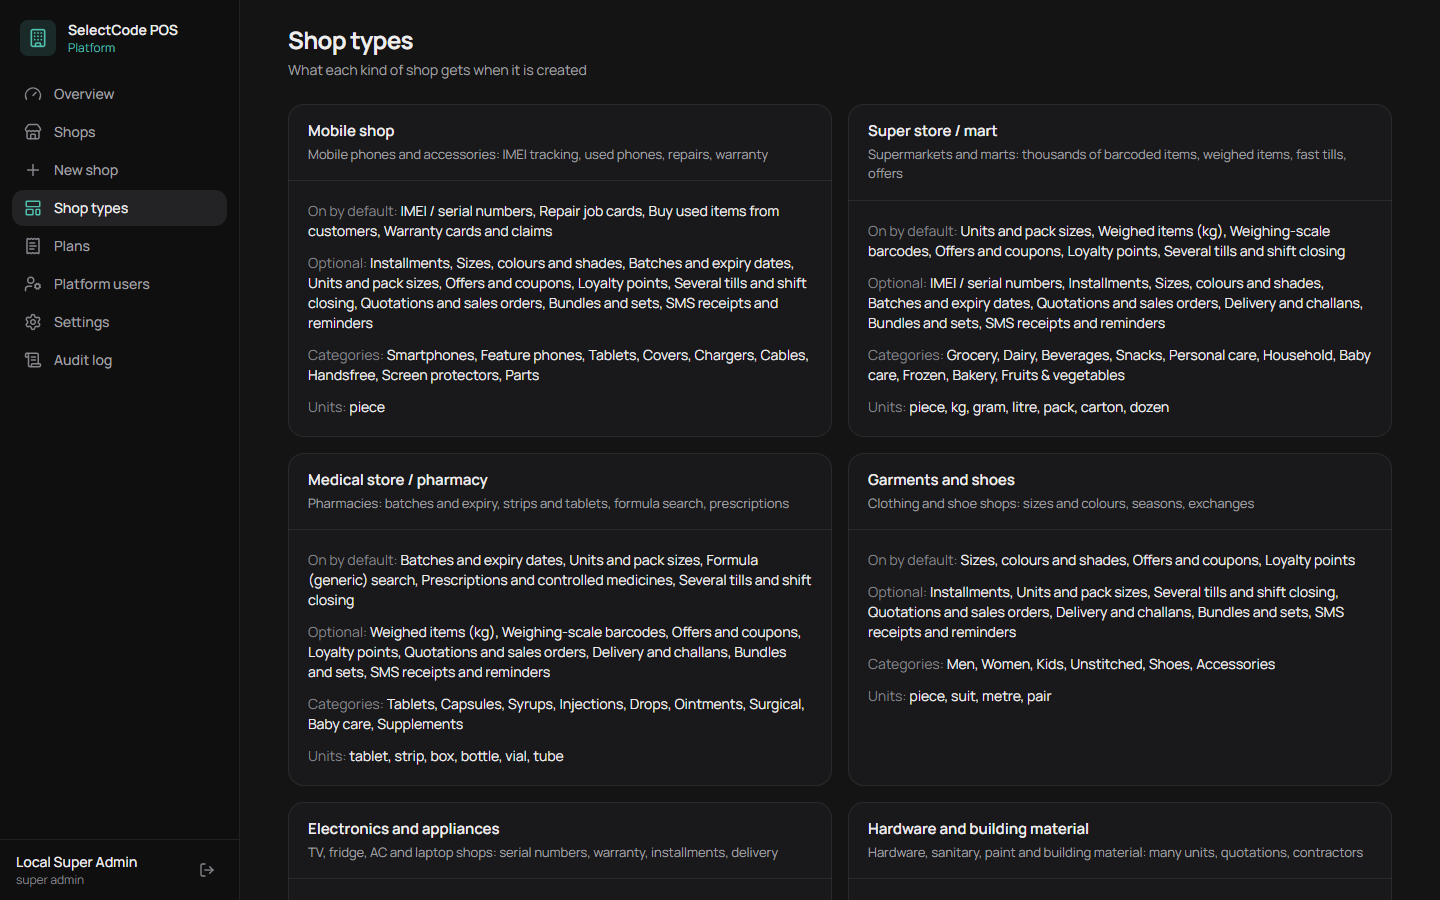 SelectCode POS
Platform
Overview
Shops
New shop
Shop types
Plans
Platform users
Settings
Audit log
Local Super Admin
super admin
Shop types
What each kind of shop gets when it is created
Mobile shop
Mobile phones and accessories: IMEI tracking, used phones, repairs, warranty
On by default: IMEI / serial numbers, Repair job cards, Buy used items from
customers, Warranty cards and claims
Optional: Installments, Sizes, colours and shades, Batches and expiry dates,
Units and pack sizes, Offers and coupons, Loyalty points, Several tills and shift
closing, Quotations and sales orders, Bundles and sets, SMS receipts and
reminders
Categories: Smartphones, Feature phones, Tablets, Covers, Chargers, Cables,
Handsfree, Screen protectors, Parts
Units: piece
Super store / mart
Supermarkets and marts: thousands of barcoded items, weighed items, fast tills,
offers
On by default: Units and pack sizes, Weighed items (kg), Weighing-scale
barcodes, Offers and coupons, Loyalty points, Several tills and shift closing
Optional: IMEI / serial numbers, Installments, Sizes, colours and shades,
Batches and expiry dates, Quotations and sales orders, Delivery and challans,
Bundles and sets, SMS receipts and reminders
Categories: Grocery, Dairy, Beverages, Snacks, Personal care, Household, Baby
care, Frozen, Bakery, Fruits & vegetables
Units: piece, kg, gram, litre, pack, carton, dozen
Medical store / pharmacy
Pharmacies: batches and expiry, strips and tablets, formula search, prescriptions
On by default: Batches and expiry dates, Units and pack sizes, Formula
(generic) search, Prescriptions and controlled medicines, Several tills and shift
closing
Optional: Weighed items (kg), Weighing-scale barcodes, Offers and coupons,
Loyalty points, Quotations and sales orders, Delivery and challans, Bundles
and sets, SMS receipts and reminders
Categories: Tablets, Capsules, Syrups, Injections, Drops, Ointments, Surgical,
Baby care, Supplements
Units: tablet, strip, box, bottle, vial, tube
Garments and shoes
Clothing and shoe shops: sizes and colours, seasons, exchanges
On by default: Sizes, colours and shades, Offers and coupons, Loyalty points
Optional: Installments, Units and pack sizes, Several tills and shift closing,
Quotations and sales orders, Delivery and challans, Bundles and sets, SMS
receipts and reminders
Categories: Men, Women, Kids, Unstitched, Shoes, Accessories
Units: piece, suit, metre, pair
Electronics and appliances
TV, fridge, AC and laptop shops: serial numbers, warranty, installments, delivery
Hardware and building material
Hardware, sanitary, paint and building material: many units, quotations, contractors